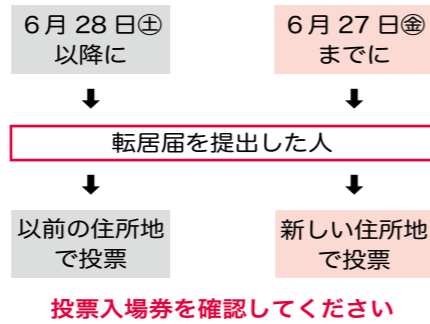 6月28日㊏
以降に
6月27日㊎
までに
転居届を提出した人
以前の住所地
で投票
新しい住所地
で投票
投票入場券を確認してください